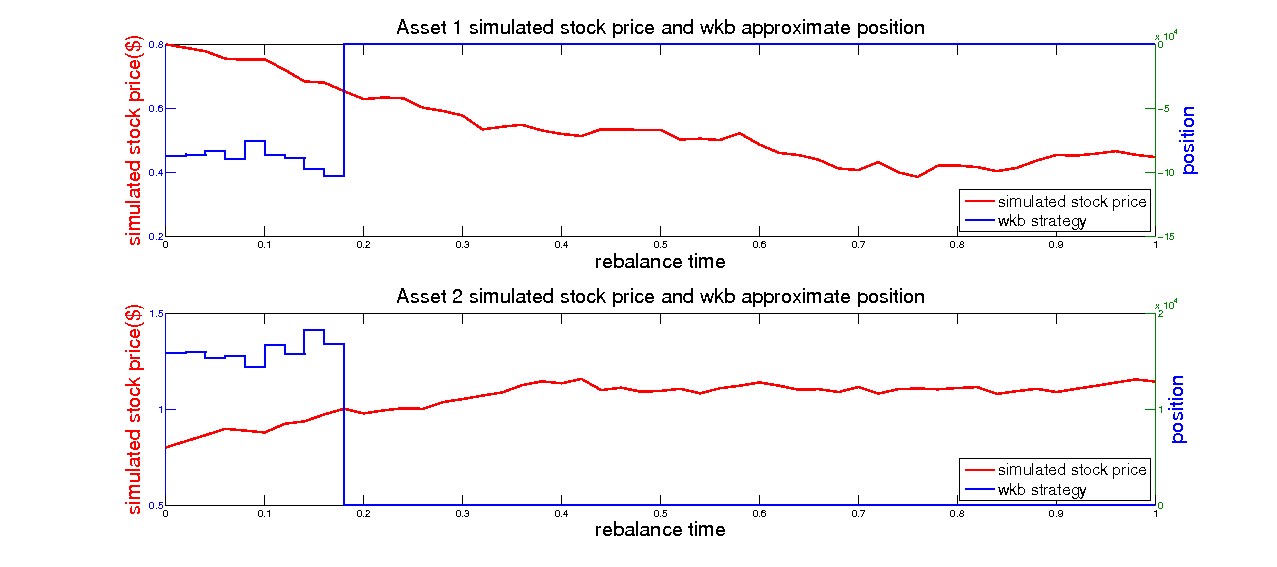 Asset 1 simulated stock price and wkb approximate position
x 10^4
simulated stock price($)
0.8
0.6
0.4
0.2
0
-5
-10
-15
position
simulated stock price
wkb strategy
0 0.1 0.2 0.3 0.4 0.5 0.6 0.7 0.8 0.9 1
rebalance time
Asset 2 simulated stock price and wkb approximate position
x 10^4
simulated stock price($)
1.5
1
0.5
2
1
0
position
simulated stock price
wkb strategy
0 0.1 0.2 0.3 0.4 0.5 0.6 0.7 0.8 0.9 1
rebalance time